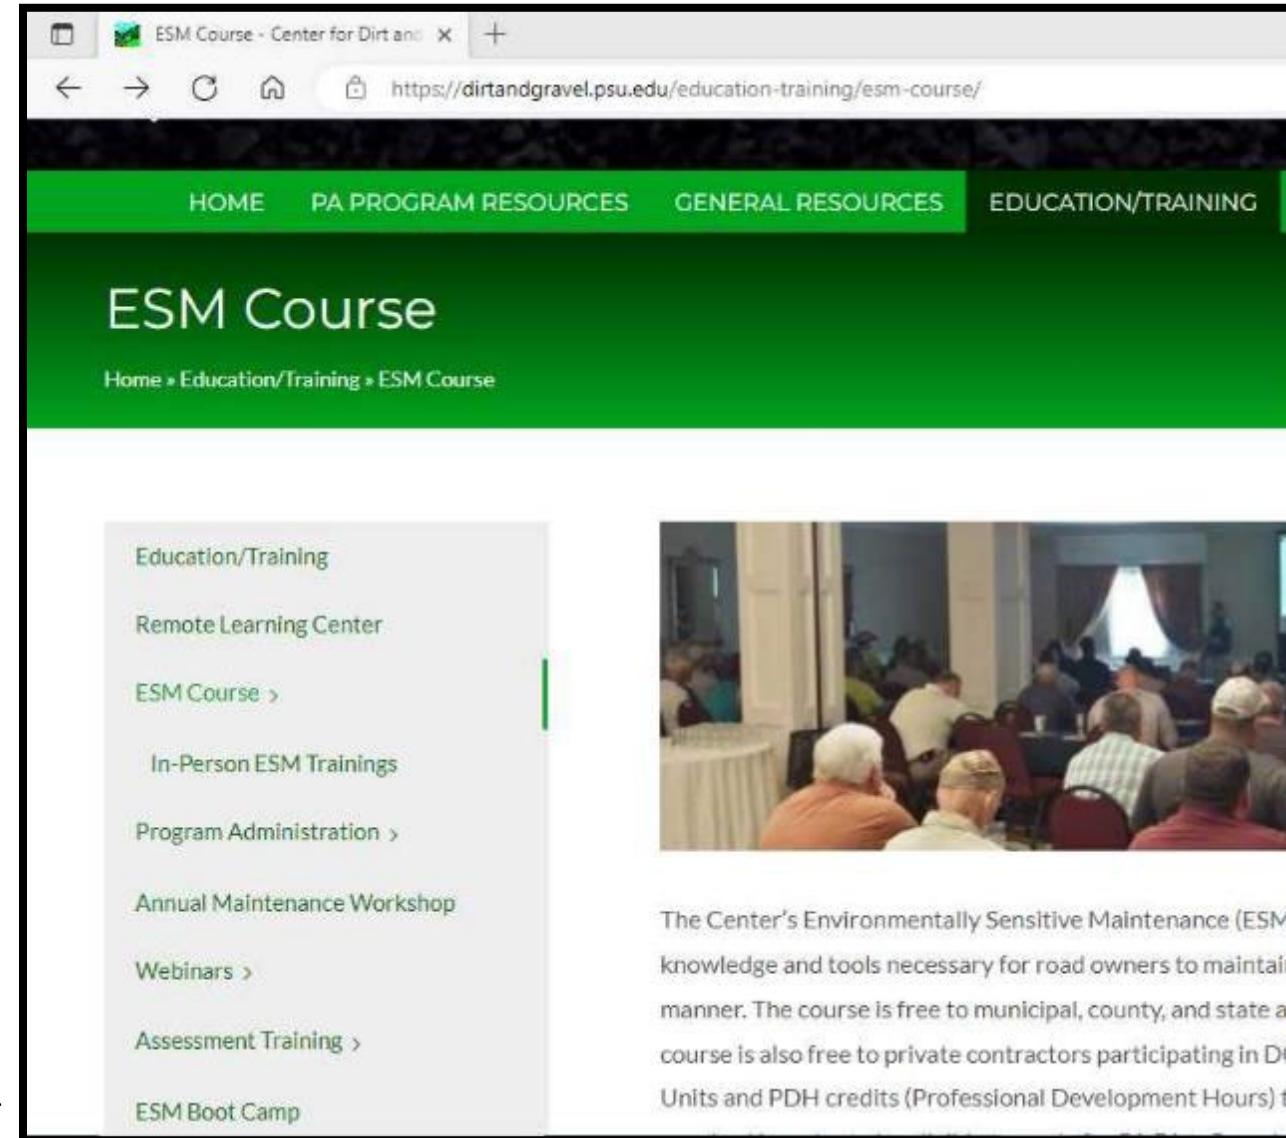 ESM Course - Center for Dirt and
https://dirtandgravel.psu.edu/education-training/esm-course/
HOME PA PROGRAM RESOURCES GENERAL RESOURCES EDUCATION/TRAINING
ESM Course
Home » Education/Training » ESM Course
Education/Training
Remote Learning Center
ESM Course >
In-Person ESM Trainings
Program Administration >
Annual Maintenance Workshop
Webinars >
Assessment Training >
ESM Boot Camp
The Center's Environmentally Sensitive Maintenance (ESM
knowledge and tools necessary for road owners to maintai
manner. The course is free to municipal, county, and state a
course is also free to private contractors participating in D
Units and PDH credits (Professional Development Hours) t